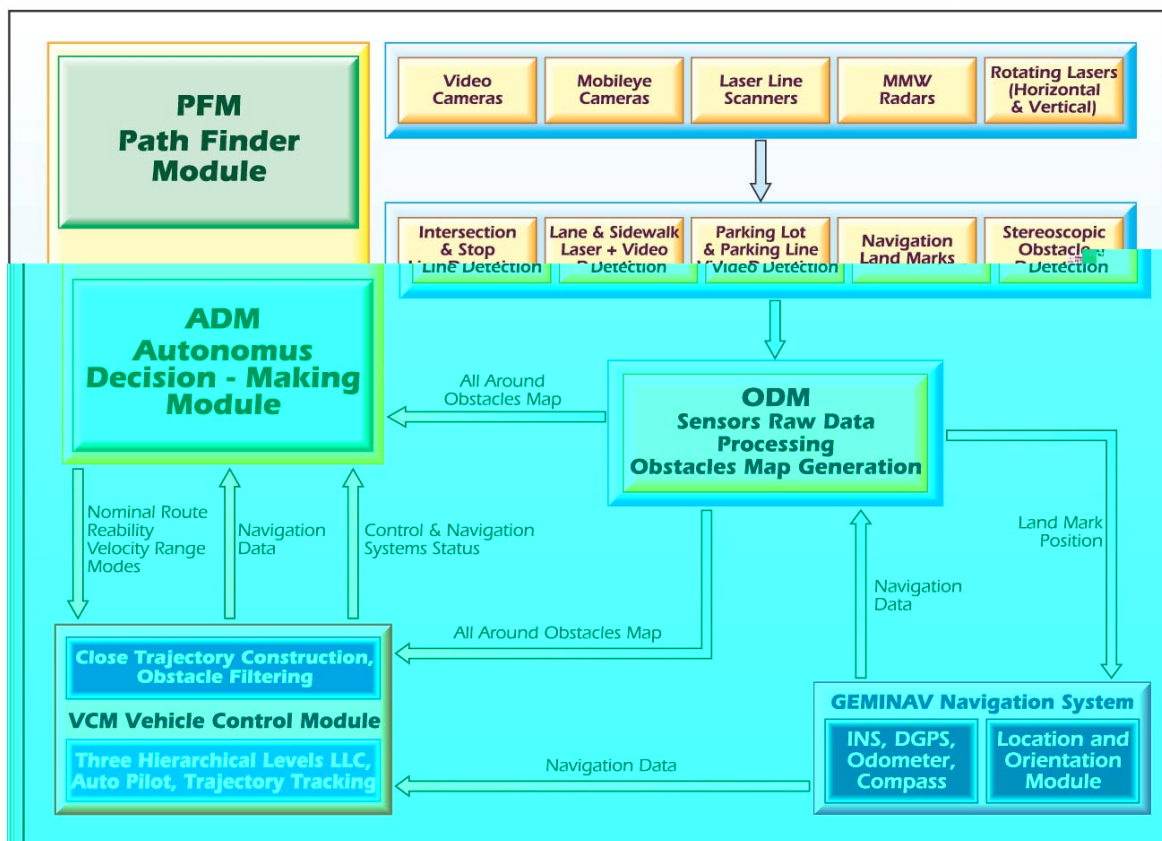 PFM
Path Finder
Module
Video
Cameras
Mobileye
Cameras
Laser Line
Scanners
MMW
Radars
Rotating Lasers
(Horizontal
& Vertical)
Intersection
& Stop
Line Detection
Lane & Sidewalk
Laser + Video
Detection
Parking Lot
& Parking Line
Video Detection
Navigation
Land Marks
Stereoscopic
Obstacle
Detection
ADM
Autonomus
Decision - Making
Module
All Around
Obstacles Map
ODM
Sensors Raw Data
Processing
Obstacles Map Generation
Nominal Route
Reability
Velocity Range
Modes
Navigation
Data
Control & Navigation
Systems Status
Land Mark
Position
Navigation
Data
All Around Obstacles Map
Close Trajectory Construction,
Obstacle Filtering
VCM Vehicle Control Module
Three Hierarchical Levels LLC,
Auto Pilot, Trajectory Tracking
Navigation Data
GEMINAV Navigation System
INS, DGPS,
Odometer,
Compass
Location and
Orientation
Module